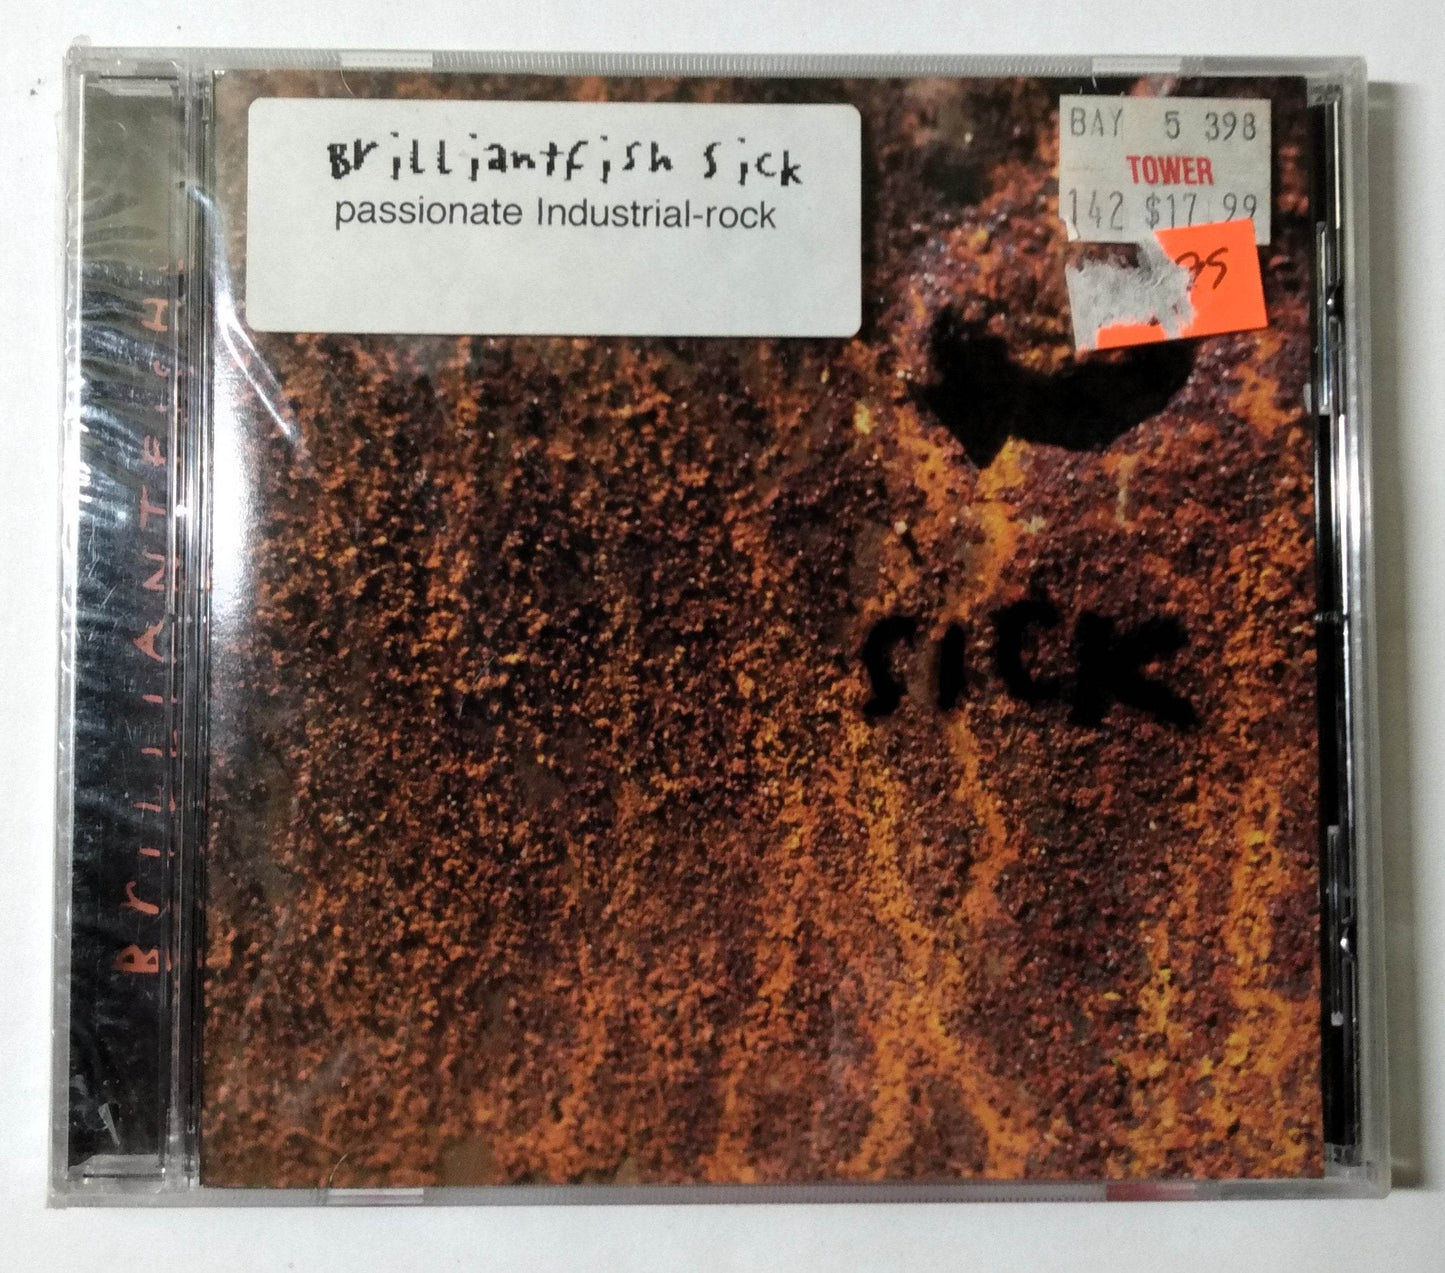 Brilliantfish Sick
passionate Industrial-rock
BAY 5 398
TOWER
142 $17.99
SICK
BrILLIANTFISH